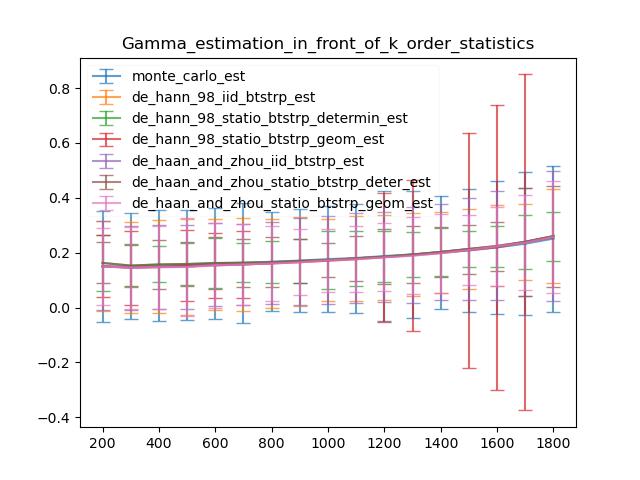 Gamma_estimation_in_front_of_k_order_statistics
monte_carlo_est
de_hann_98_iid_btstrp_est
de_hann_98_statio_btstrp_determin_est
de_hann_98_statio_btstrp_geom_est
de_haan_and_zhou_iid_btstrp_est
de_haan_and_zhou_statio_btstrp_deter_est
de_haan_and_zhou_statio_btstrp_geom_est
0.8
0.6
0.4
0.2
0.0
−0.2
−0.4
200 400 600 800 1000 1200 1400 1600 1800